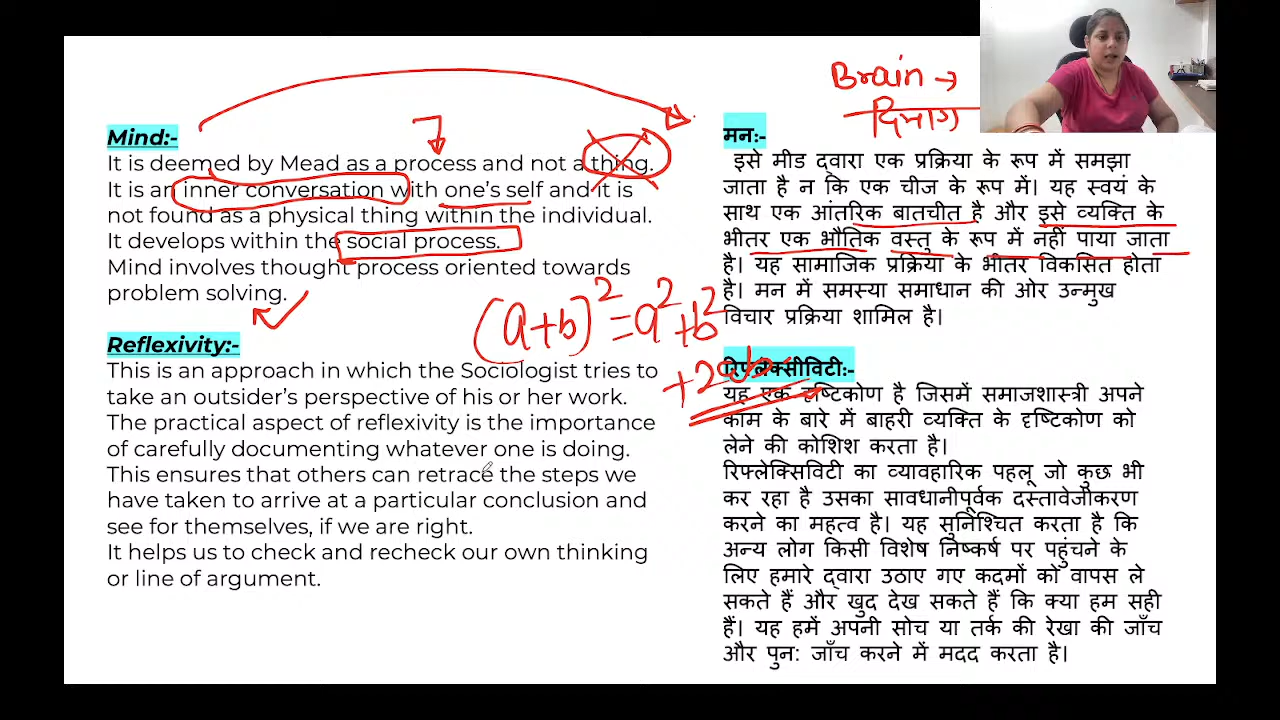 Brain →
दिमाग
Mind:-
It is deemed by Mead as a process and not a thing.
It is an inner conversation with one's self and it is
not found as a physical thing within the individual.
It develops within the social process.
Mind involves thought process oriented towards
problem solving.
(a+b)² = a² + b²
+2ab
Reflexivity:-
This is an approach in which the Sociologist tries to
take an outsider's perspective of his or her work.
The practical aspect of reflexivity is the importance
of carefully documenting whatever one is doing.
This ensures that others can retrace the steps we
have taken to arrive at a particular conclusion and
see for themselves, if we are right.
It helps us to check and recheck our own thinking
or line of argument.
मन:-
इसे मीड द्वारा एक प्रक्रिया के रूप में समझा
जाता है न कि एक चीज के रूप में। यह स्वयं के
साथ एक आंतरिक बातचीत है और इसे व्यक्ति के
भीतर एक भौतिक वस्तु के रूप में नहीं पाया जाता
है। यह सामाजिक प्रक्रिया के भीतर विकसित होता
है। मन में समस्या समाधान की ओर उन्मुख
विचार प्रक्रिया शामिल है।
रिफ्लेक्सीविटी:-
यह एक दृष्टिकोण है जिसमें समाजशास्त्री अपने
काम के बारे में बाहरी व्यक्ति के दृष्टिकोण को
लेने की कोशिश करता है।
रिफ्लेक्सिविटी का व्यावहारिक पहलू जो कुछ भी
कर रहा है उसका सावधानीपूर्वक दस्तावेजीकरण
करने का महत्व है। यह सुनिश्चित करता है कि
अन्य लोग किसी विशेष निष्कर्ष पर पहुंचने के
लिए हमारे द्वारा उठाए गए कदमों को वापस ले
सकते हैं और खुद देख सकते हैं कि क्या हम सही
हैं। यह हमें अपनी सोच या तर्क की रेखा की जाँच
और पुन: जाँच करने में मदद करता है।